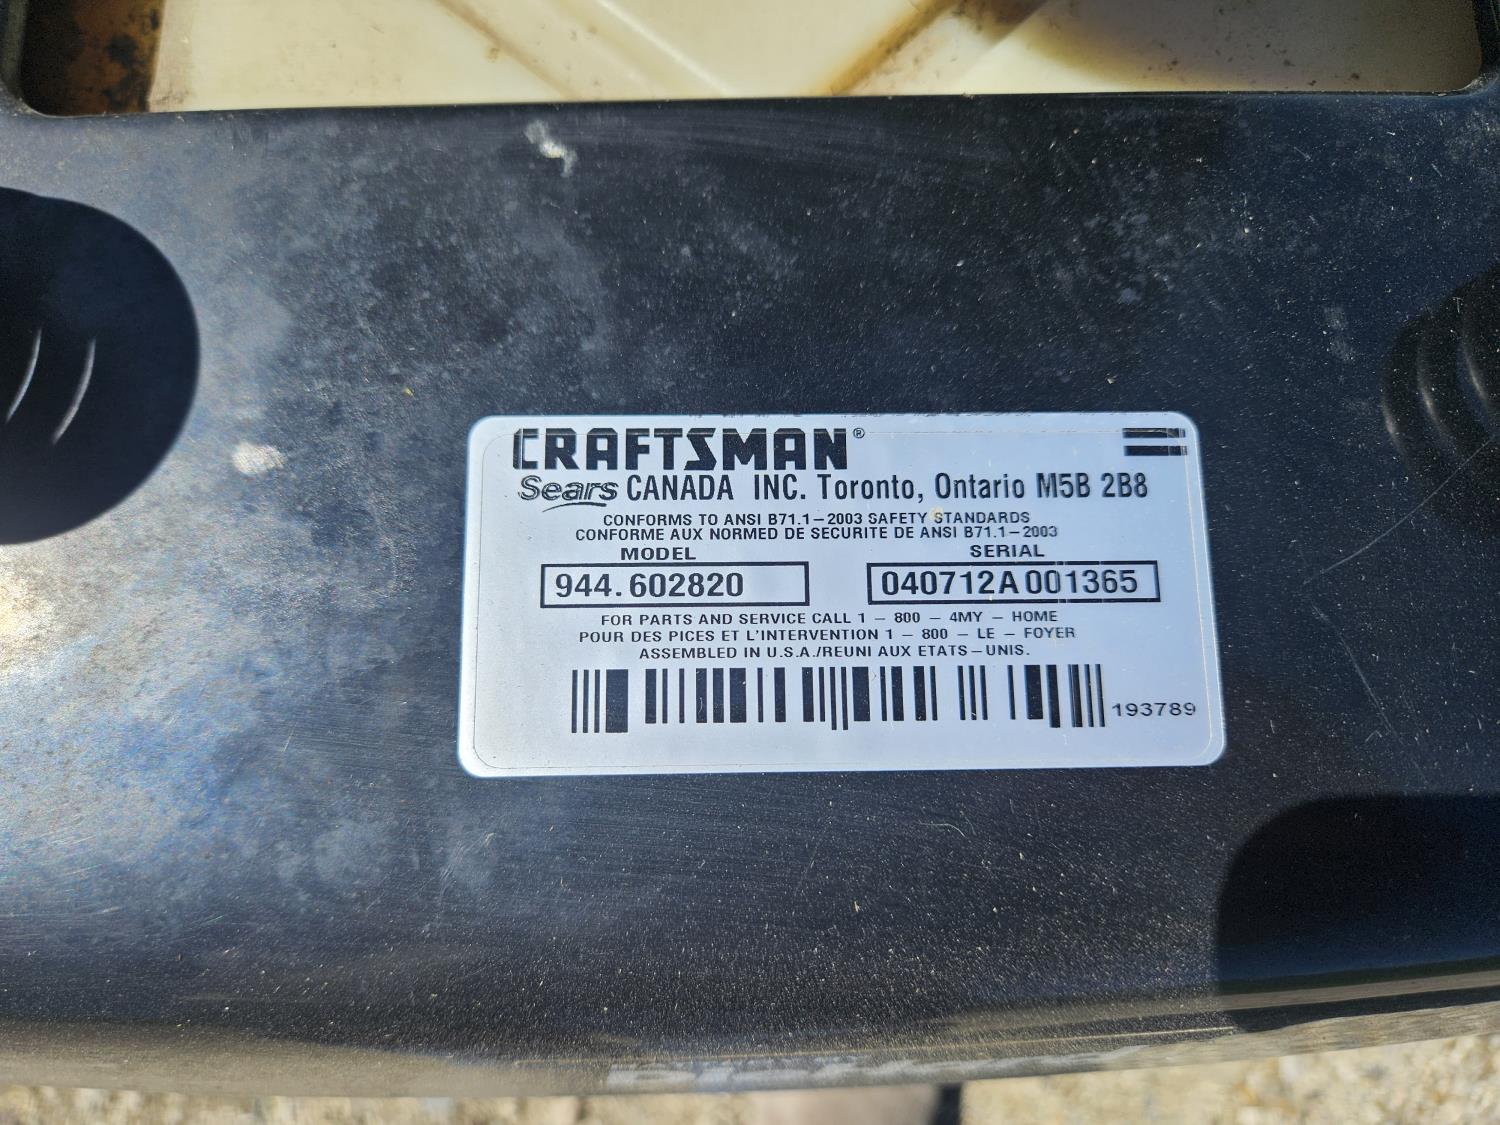 CRAFTSMAN®
Sears CANADA INC. Toronto, Ontario M5B 2B8
CONFORMS TO ANSI B71.1–2003 SAFETY STANDARDS
CONFORME AUX NORMED DE SECURITE DE ANSI B71.1–2003
MODEL SERIAL
944.602820 040712A 001365
FOR PARTS AND SERVICE CALL 1 – 800 – 4MY – HOME
POUR DES PICES ET L'INTERVENTION 1 – 800 – LE – FOYER
ASSEMBLED IN U.S.A./REUNI AUX ETATS–UNIS.
193789